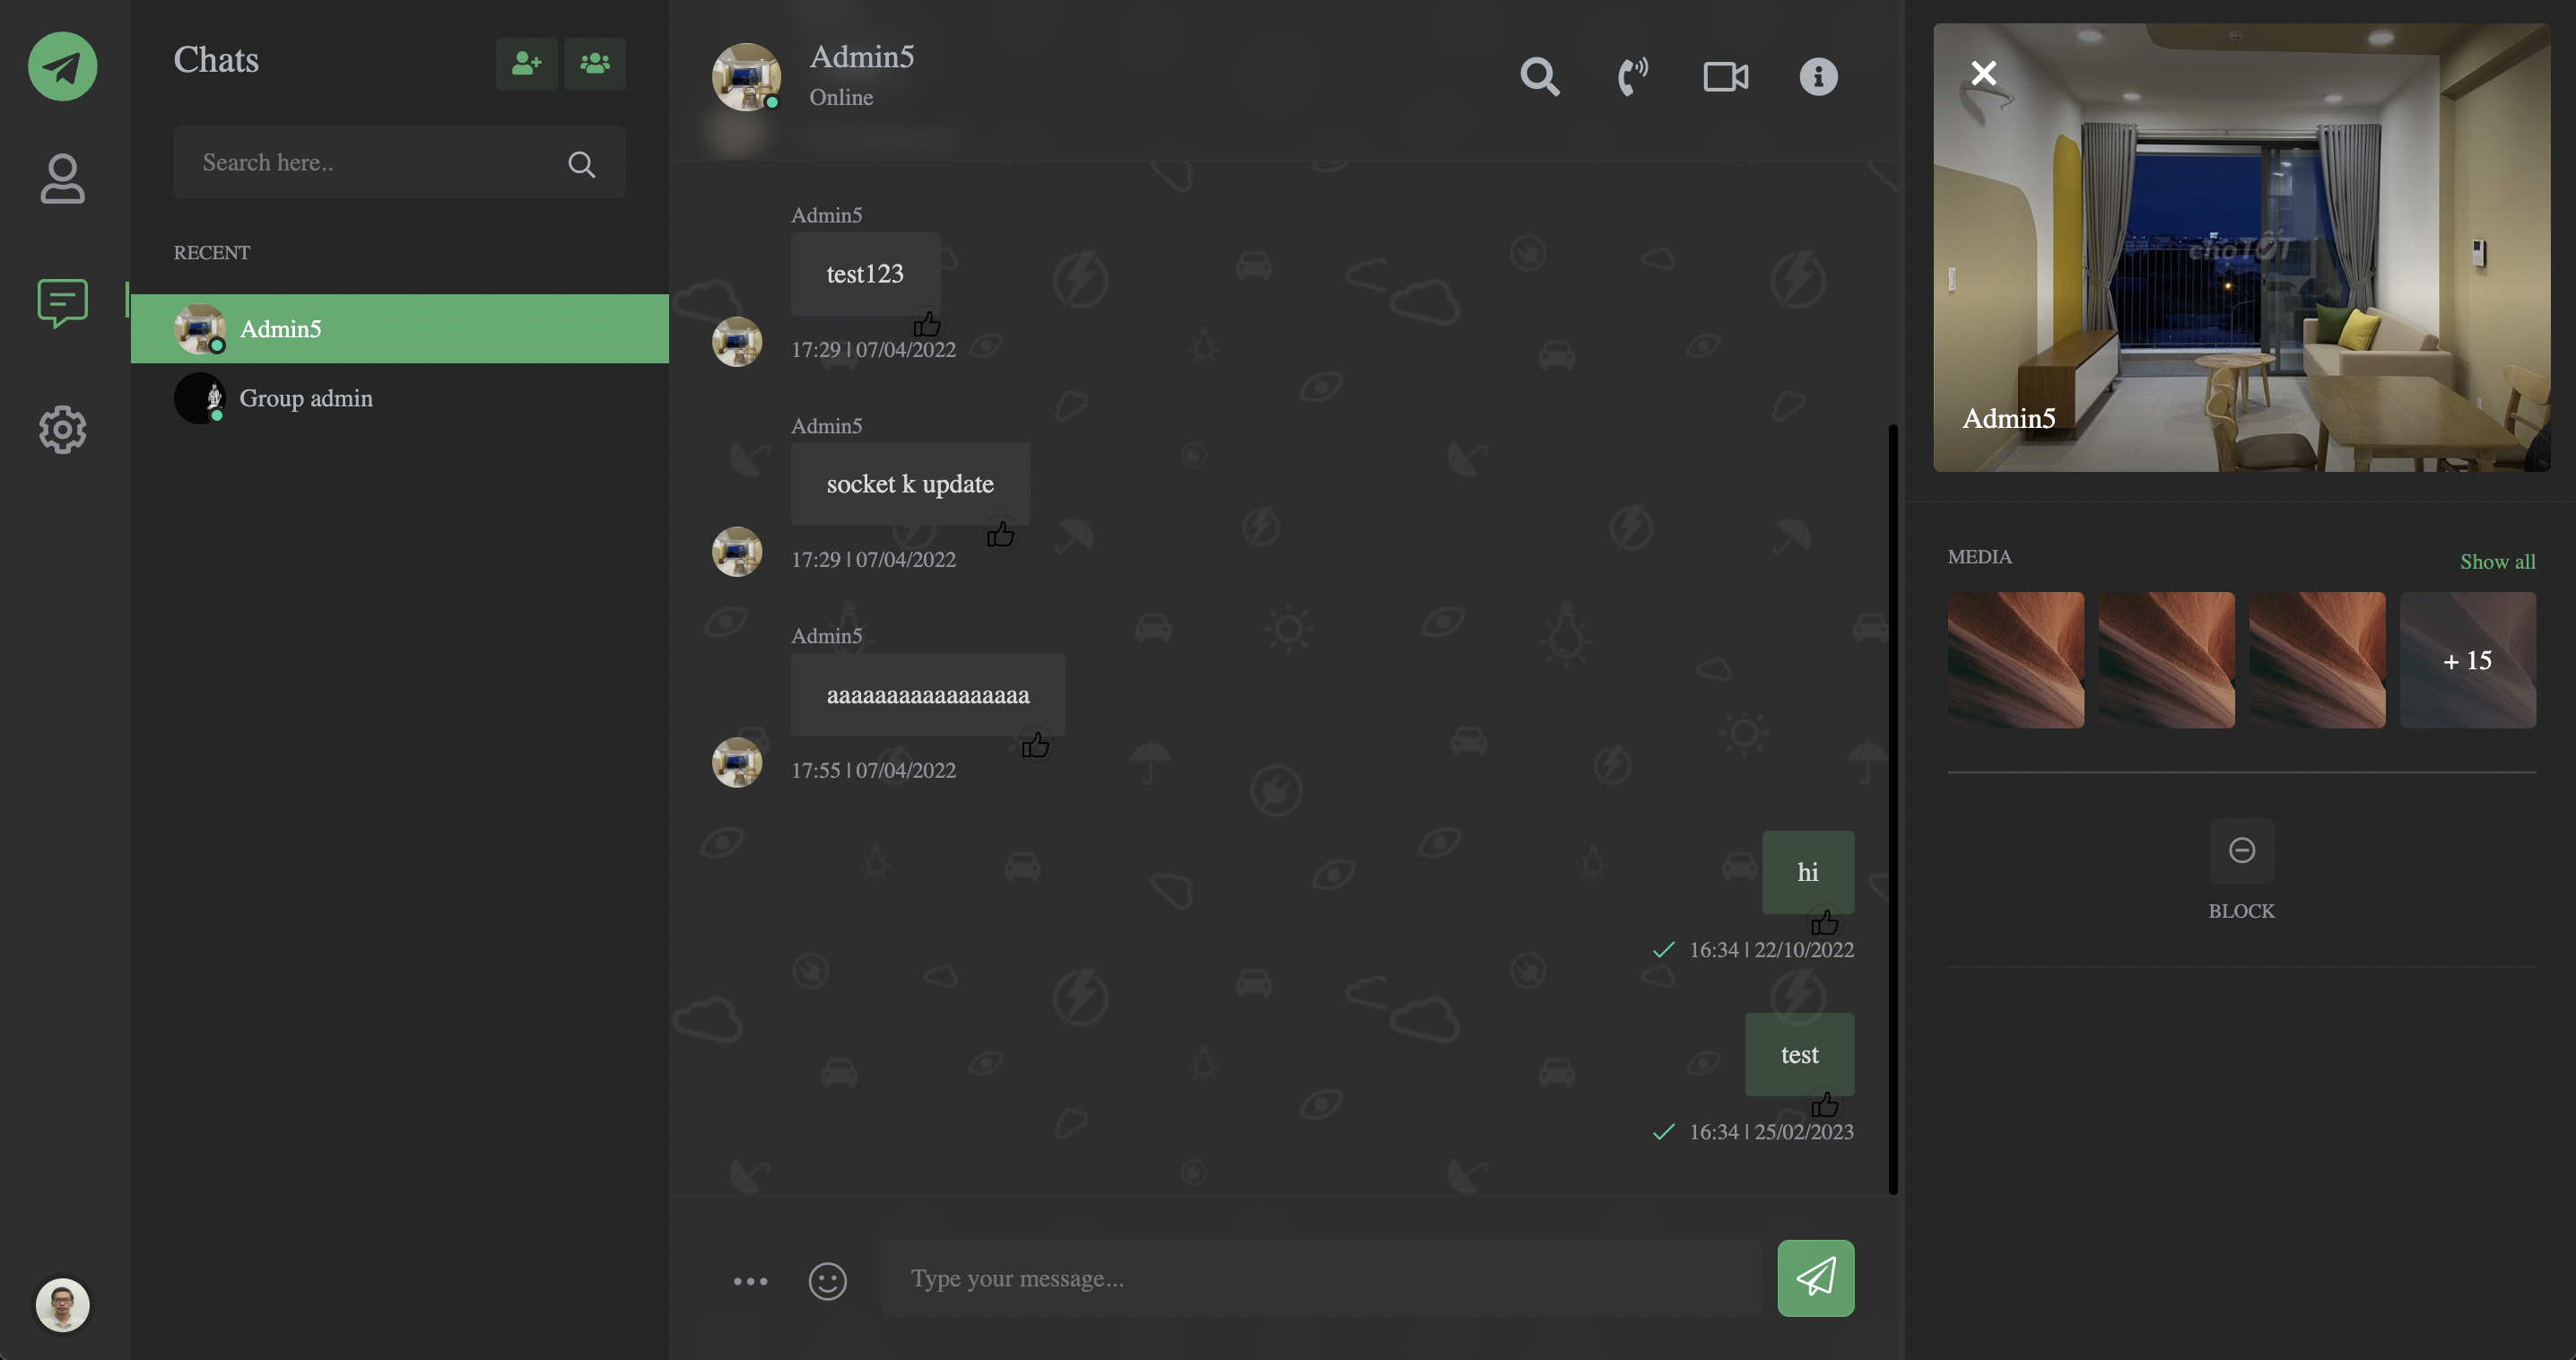 Chats
Search here..
RECENT
Admin5
Group admin
Admin5
Online
Admin5
test123
17:29 | 07/04/2022
Admin5
socket k update
17:29 | 07/04/2022
Admin5
aaaaaaaaaaaaaaaaa
17:55 | 07/04/2022
hi
16:34 | 22/10/2022
test
16:34 | 25/02/2023
Type your message...
chợTỐT
Admin5
MEDIA
Show all
+ 15
BLOCK